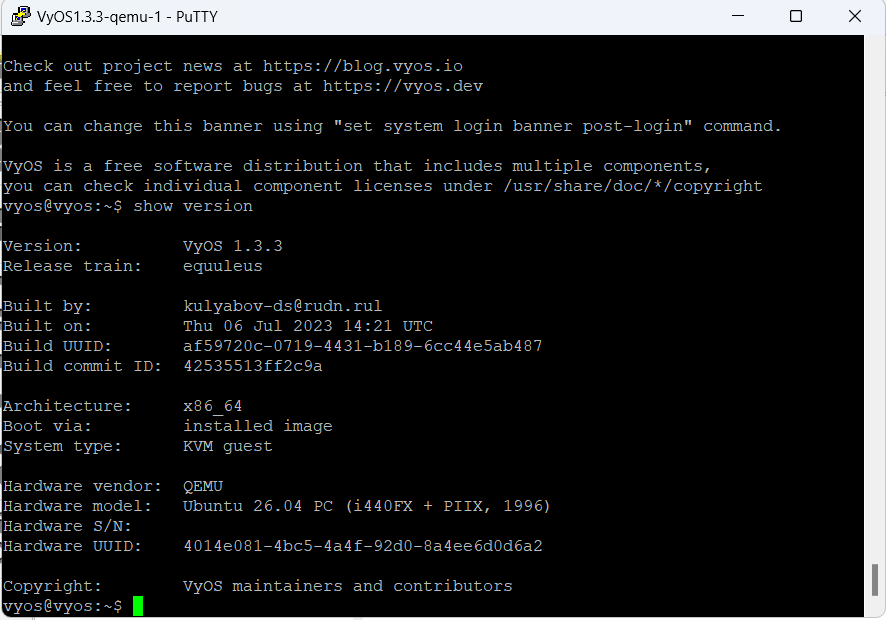 VyOS1.3.3-qemu-1 - PuTTY
Check out project news at https://blog.vyos.io
and feel free to report bugs at https://vyos.dev
You can change this banner using "set system login banner post-login" command.
VyOS is a free software distribution that includes multiple components,
you can check individual component licenses under /usr/share/doc/*/copyright
vyos@vyos:~$ show version
Version:          VyOS 1.3.3
Release train:    equuleus
Built by:         kulyabov-ds@rudn.rul
Built on:         Thu 06 Jul 2023 14:21 UTC
Build UUID:       af59720c-0719-4431-b189-6cc44e5ab487
Build commit ID:  42535513ff2c9a
Architecture:     x86_64
Boot via:         installed image
System type:      KVM guest
Hardware vendor:  QEMU
Hardware model:   Ubuntu 26.04 PC (i440FX + PIIX, 1996)
Hardware S/N:
Hardware UUID:    4014e081-4bc5-4a4f-92d0-8a4ee6d0d6a2
Copyright:        VyOS maintainers and contributors
vyos@vyos:~$